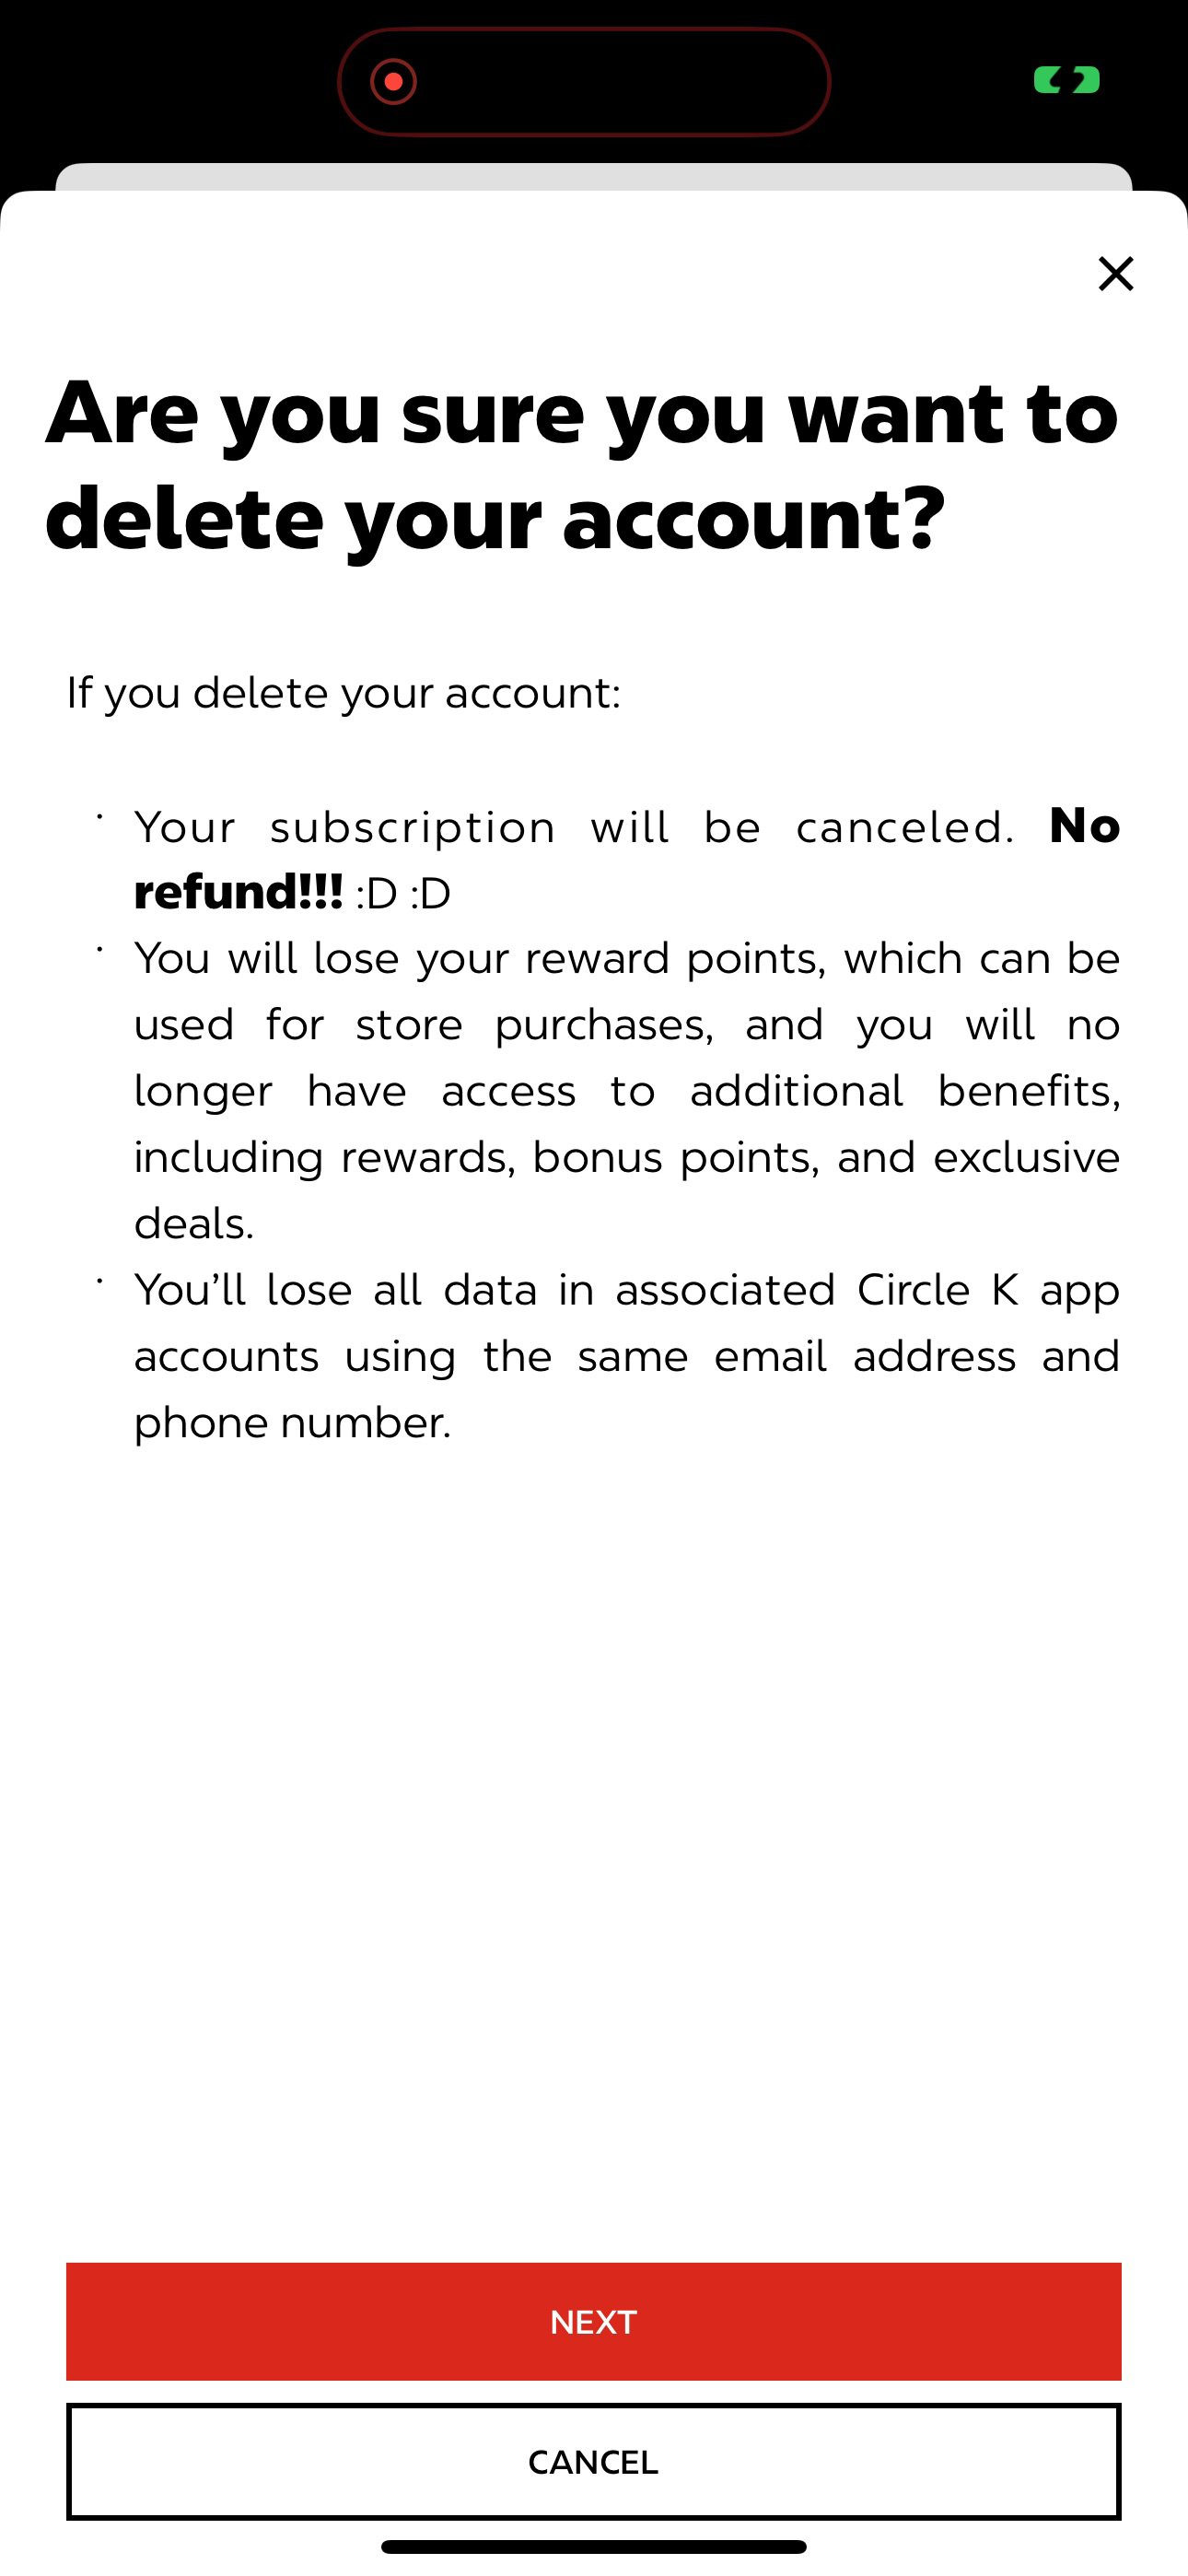 Are you sure you want to
delete your account?
If you delete your account:
· Your subscription will be canceled. No
refund!!! :D :D
· You will lose your reward points, which can be
used for store purchases, and you will no
longer have access to additional benefits,
including rewards, bonus points, and exclusive
deals.
· You’ll lose all data in associated Circle K app
accounts using the same email address and
phone number.
NEXT
CANCEL